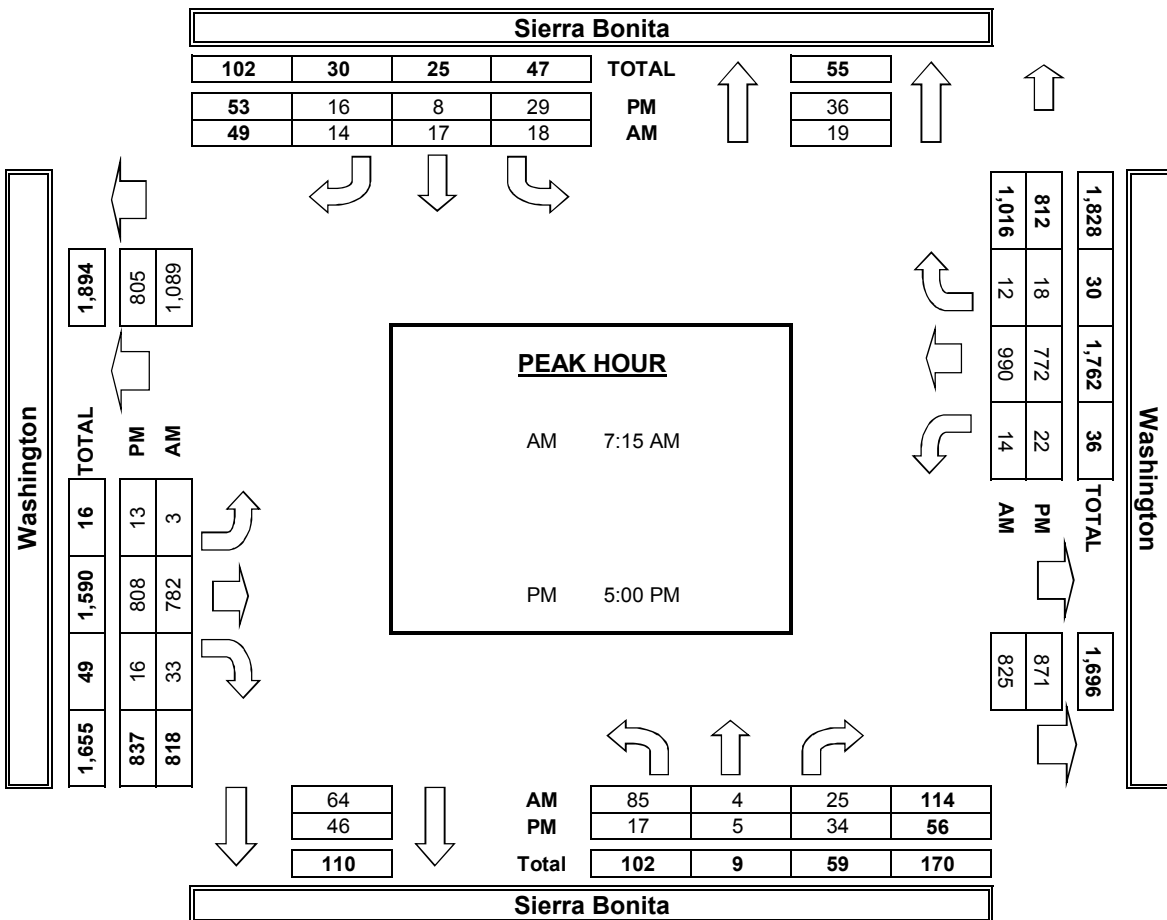 Sierra Bonita
102 30 25 47 TOTAL 55
53 16 8 29 PM 36
49 14 17 18 AM 19
Washington
1,894
805
1,089
TOTAL 16 1,590 49 1,655
PM 13 808 16 837
AM 3 782 33 818
PEAK HOUR
AM 7:15 AM
PM 5:00 PM
1,828 30 1,762 36 TOTAL 1,696
812 18 772 22 PM 871
1,016 12 990 14 AM 825
Washington
64 AM 85 4 25 114
46 PM 17 5 34 56
110 Total 102 9 59 170
Sierra Bonita